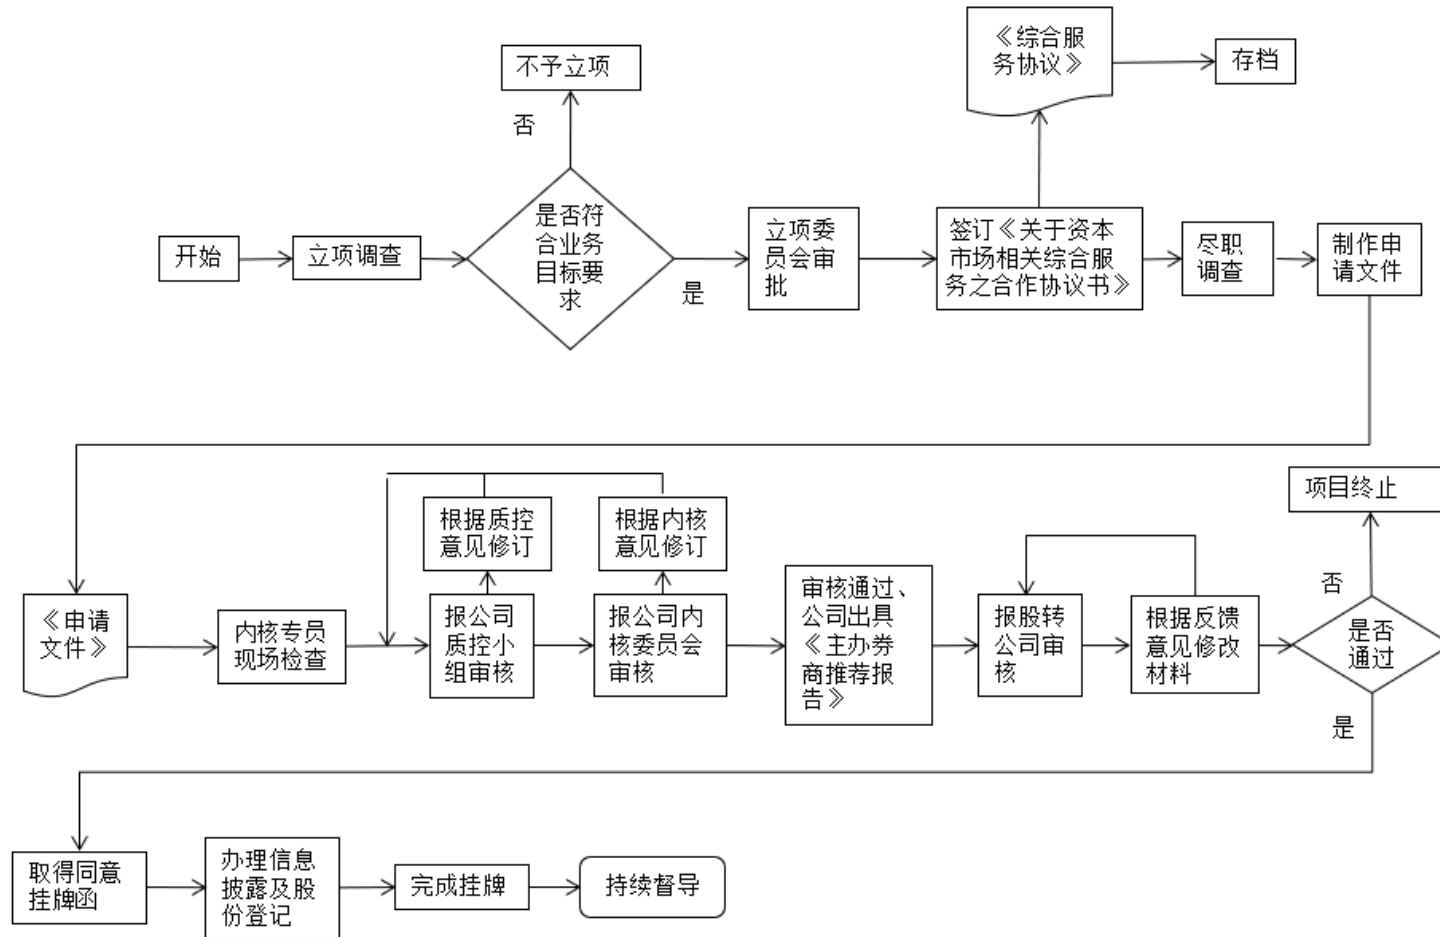 不予立项
否
《综合服
务协议》
存档
开始
立项调查
是否符
合业务
目标要
求
是
立项委
员会审
批
签订《关于资本
市场相关综合服
务之合作协议书》
尽职
调查
制作申
请文件
《申请
文件》
内核专员
现场检查
根据质控
意见修订
根据内核
意见修订
报公司
质控小
组审核
报公司内
核委员会
审核
审核通过、
公司出具
《主办券
商推荐报
告》
报股转
公司审
核
根据反馈
意见修改
材料
项目终止
否
是否
通过
是
取得同意
挂牌函
办理信息
披露及股
份登记
完成挂牌
持续督导